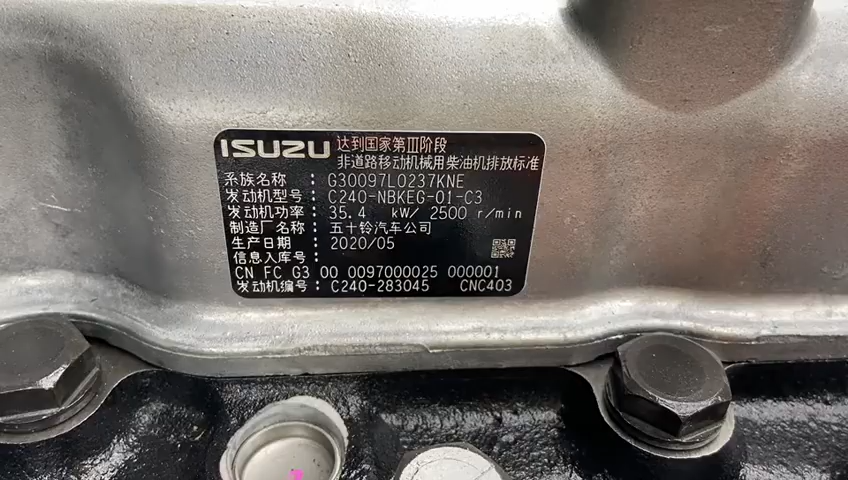 ISUZU 达到国家第Ⅲ阶段
非道路移动机械用柴油机排放标准
系族名称 : G30097L0237KNE
发动机型号 : C240-NBKEG-01-C3
发动机功率 : 35.4 kW/ 2500 r/min
制造厂名称 : 五十铃汽车公司
生产日期 : 2020/05
信息入库号 :
CN FC G3 00 0097000025 000001
发动机编号 : C240-283045 CNC403